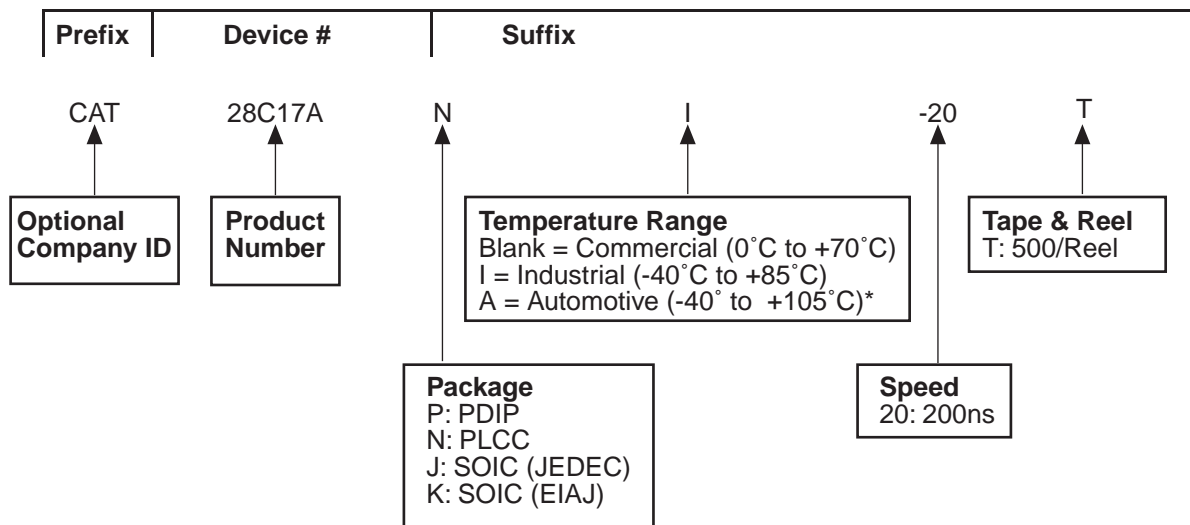 Prefix Device # Suffix
CAT 28C17A N I -20 T
Optional
Company ID
Product
Number
Temperature Range
Blank = Commercial (0˚C to +70˚C)
I = Industrial (-40˚C to +85˚C)
A = Automotive (-40˚ to +105˚C)*
Tape & Reel
T: 500/Reel
Package
P: PDIP
N: PLCC
J: SOIC (JEDEC)
K: SOIC (EIAJ)
Speed
20: 200ns